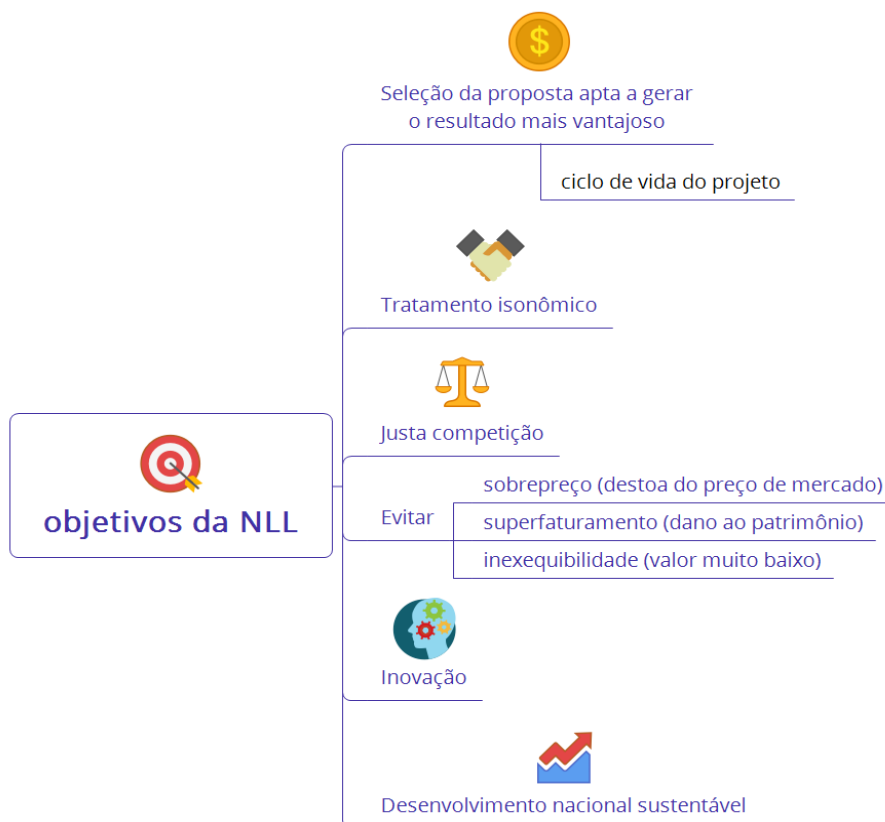 $
Seleção da proposta apta a gerar
o resultado mais vantajoso
ciclo de vida do projeto
Tratamento isonômico
Justa competição
objetivos da NLL
Evitar
sobrepreço (destoa do preço de mercado)
superfaturamento (dano ao patrimônio)
inexequibilidade (valor muito baixo)
Inovação
Desenvolvimento nacional sustentável